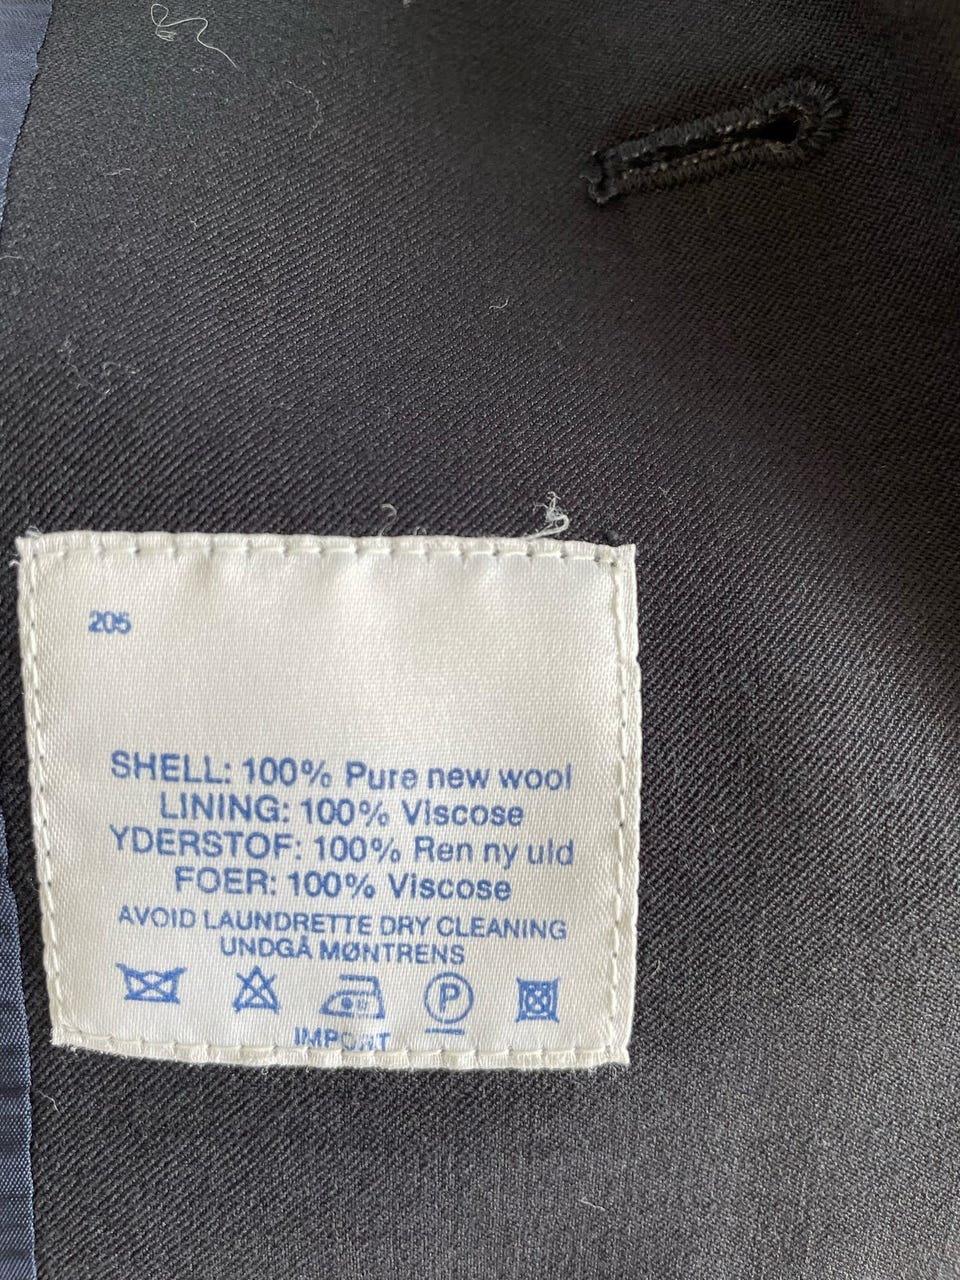 205
SHELL: 100% Pure new wool
LINING: 100% Viscose
YDERSTOF: 100% Ren ny uld
FOER: 100% Viscose
AVOID LAUNDRETTE DRY CLEANING
UNDGÅ MØNTRENS
P
IMPORT